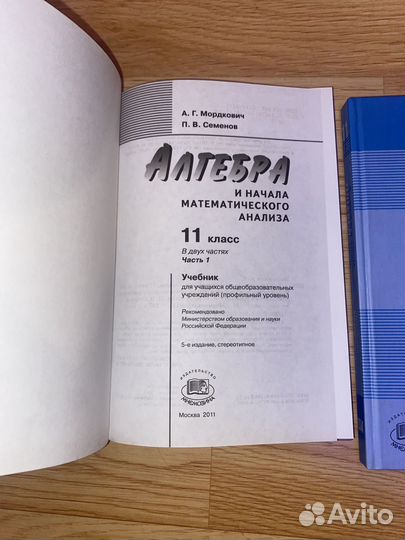 А. Г. Мордкович
П. В. Семенов
АЛГЕБРА
И НАЧАЛА
МАТЕМАТИЧЕСКОГО
АНАЛИЗА
11 класс
В двух частях
Часть 1
Учебник
для учащихся общеобразовательных
учреждений (профильный уровень)
Рекомендовано
Министерством образования и науки
Российской Федерации
5-е издание, стереотипное
ИЗДАТЕЛЬСТВО
МНЕМОЗИНА
Москва 2011
Avito